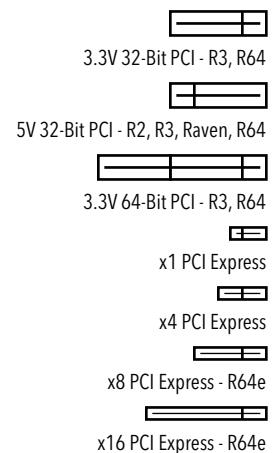 3.3V 32-Bit PCI - R3, R64
5V 32-Bit PCI - R2, R3, Raven, R64
3.3V 64-Bit PCI - R3, R64
x1 PCI Express
x4 PCI Express
x8 PCI Express - R64e
x16 PCI Express - R64e